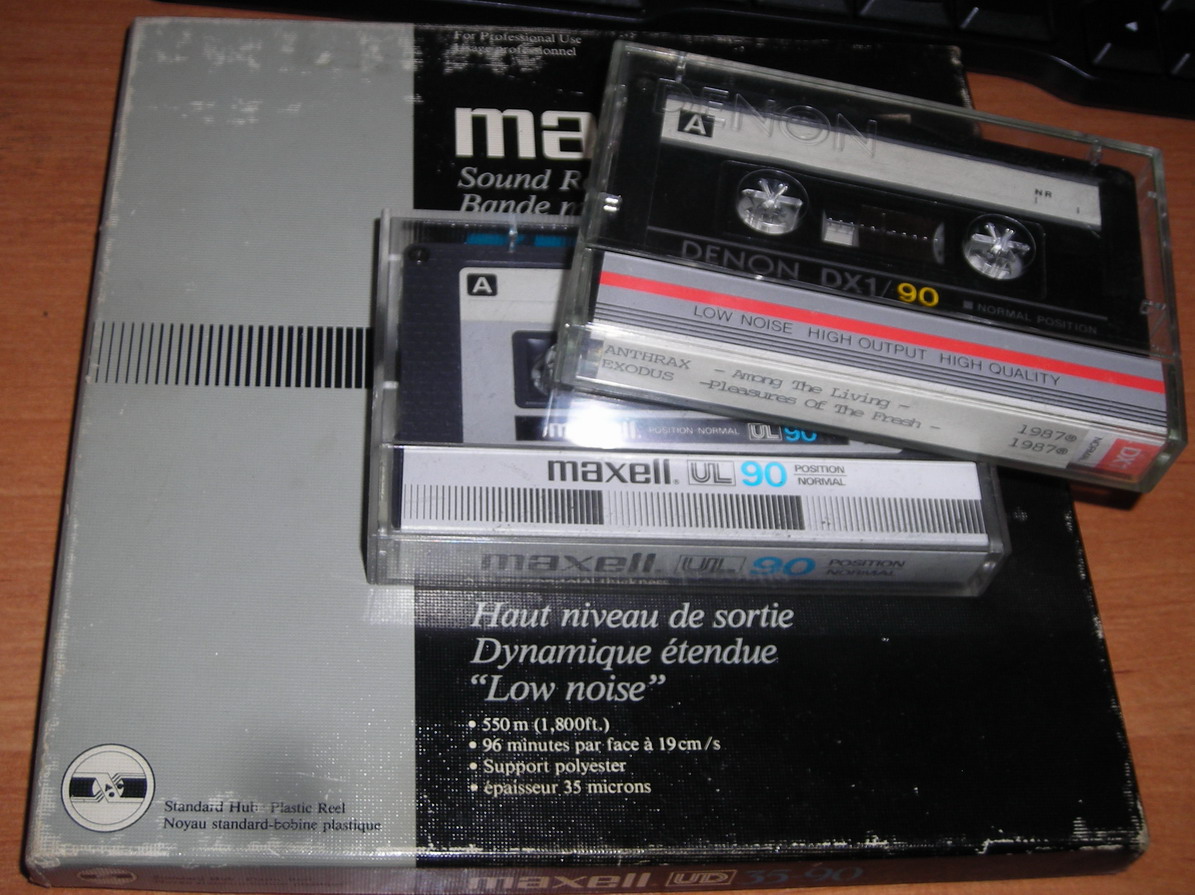 For Professional Use
Usage professionnel
ma
Sound R
Bande m
DENON
A
NR
DENON DX1/90
NORMAL POSITION
LOW NOISE HIGH OUTPUT HIGH QUALITY
ANTHRAX - Among The Living -
EXODUS -Pleasures Of The Fresh -
1987®
1987®
NORMAL
DX1
A
maxell. POSITION·NORMAL UL 90
maxell. UL 90 POSITION NORMAL
maxell. UL 90 POSITION NORMAL
thickness
Haut niveau de sortie
Dynamique étendue
“Low noise”
• 550 m (1,800ft.)
• 96 minutes par face à 19 cm/s
• Support polyester
• épaisseur 35 microns
Standard Hub · Plastic Reel
Noyau standard-bobine plastique
maxell UD 35-90